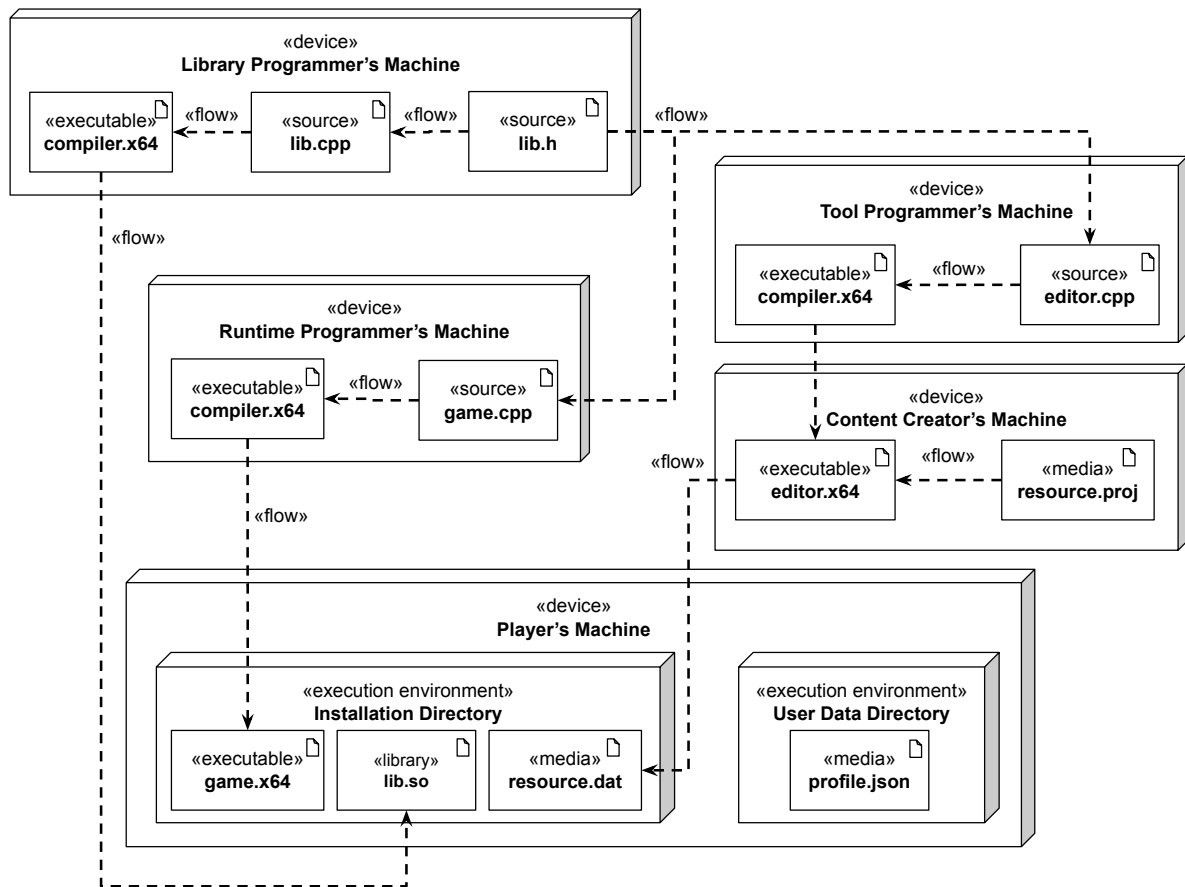 «device»
Library Programmer’s Machine
«executable»
compiler.x64
«flow»
«source»
lib.cpp
«flow»
«source»
lib.h
«flow»
«flow»
«device»
Tool Programmer’s Machine
«executable»
compiler.x64
«flow»
«source»
editor.cpp
«device»
Runtime Programmer’s Machine
«executable»
compiler.x64
«flow»
«source»
game.cpp
«flow»
«device»
Content Creator’s Machine
«flow»
«executable»
editor.x64
«flow»
«media»
resource.proj
«device»
Player’s Machine
«execution environment»
Installation Directory
«executable»
game.x64
«library»
lib.so
«media»
resource.dat
«execution environment»
User Data Directory
«media»
profile.json